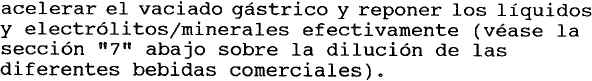 acelerar el vaciado gástrico y reponer los líquidos
y electrólitos/minerales efectivamente (véase la
sección "7" abajo sobre la dilución de las
diferentes bebidas comerciales).